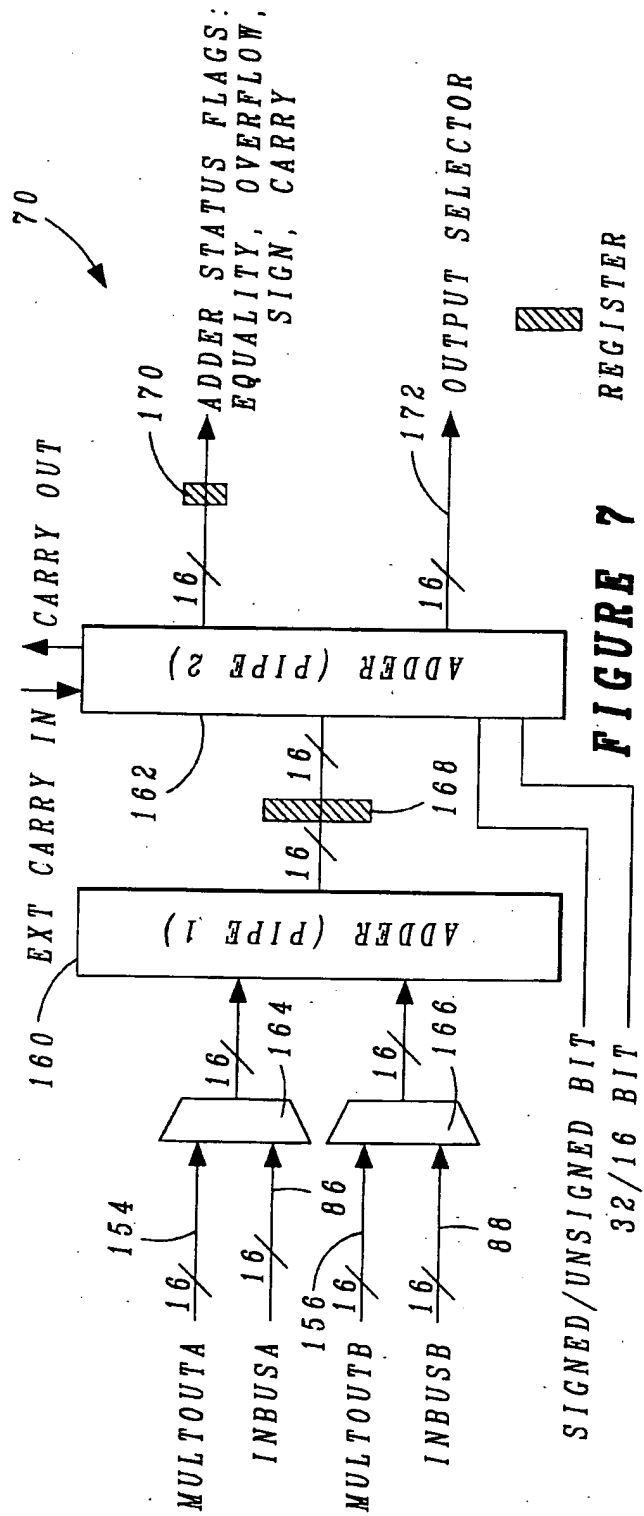 70
EXT CARRY IN
CARRY OUT
160
162
170
ADDER STATUS FLAGS:
EQUALITY, OVERFLOW,
SIGN, CARRY
MULTOUTA
16
154
INBUSA
16
86
16
164
MULTOUTB
156
16
INBUSB
16
88
16
166
ADDER (PIPE 1)
16
168
16
ADDER (PIPE 2)
16
16
172
OUTPUT SELECTOR
SIGNED/UNSIGNED BIT
32/16 BIT
REGISTER
FIGURE 7